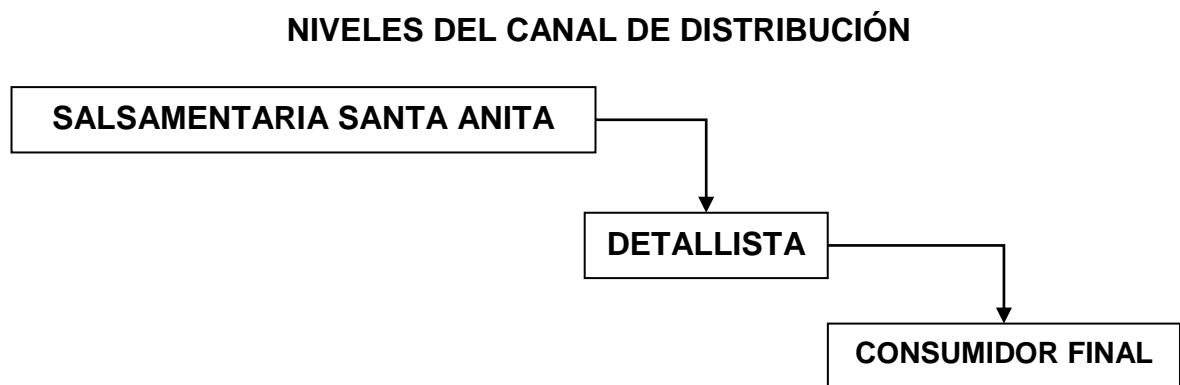 NIVELES DEL CANAL DE DISTRIBUCIÓN
SALSAMENTARIA SANTA ANITA
DETALLISTA
CONSUMIDOR FINAL